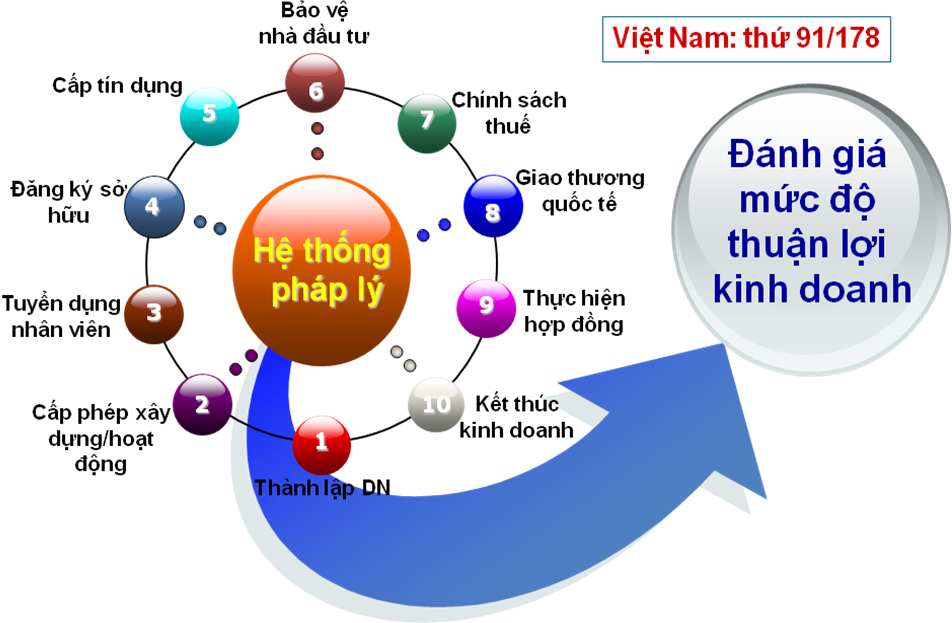 Bảo vệ
nhà đầu tư
Việt Nam: thứ 91/178
Cấp tín dụng
6
5
Chính sách
thuế
7
Đánh giá
mức độ
thuận lợi
kinh doanh
Đăng ký sở
hữu
4
Giao thương
quốc tế
8
Hệ thống
pháp lý
Tuyển dụng
nhân viên
3
9
Thực hiện
hợp đồng
Cấp phép xây
dựng/hoạt
động
2
10
Kết thúc
kinh doanh
1
Thành lập DN